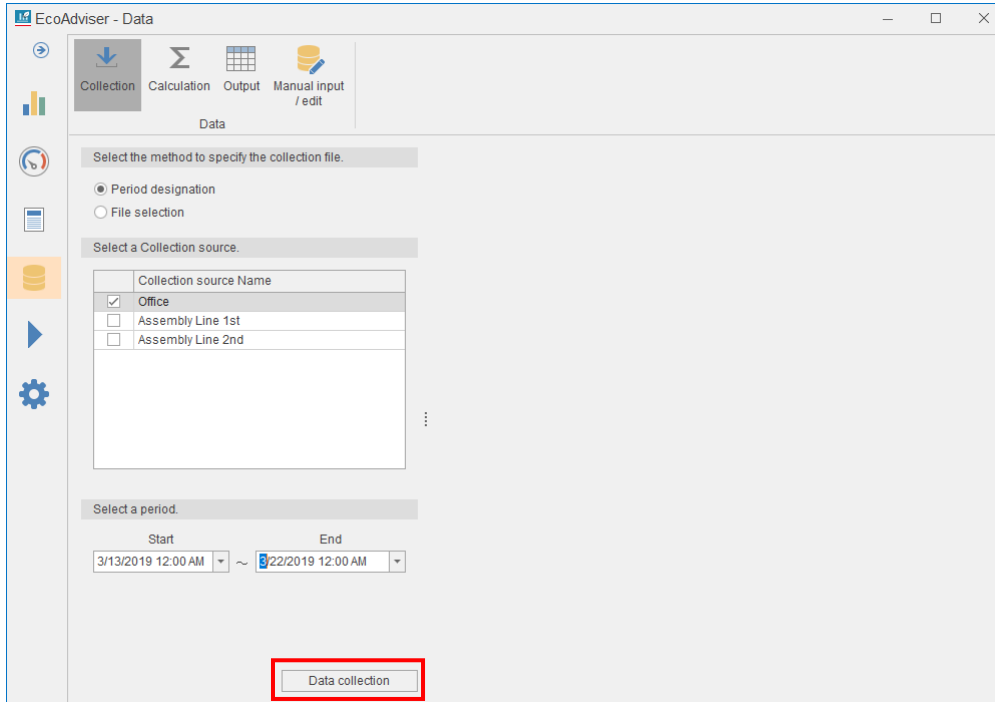 EcoAdviser - Data
Collection
Calculation
Output
Manual input
/ edit
Data
Select the method to specify the collection file.
Period designation
File selection
Select a Collection source.
Collection source Name
Office
Assembly Line 1st
Assembly Line 2nd
Select a period.
Start
End
3/13/2019 12:00 AM ~ 3/22/2019 12:00 AM
Data collection